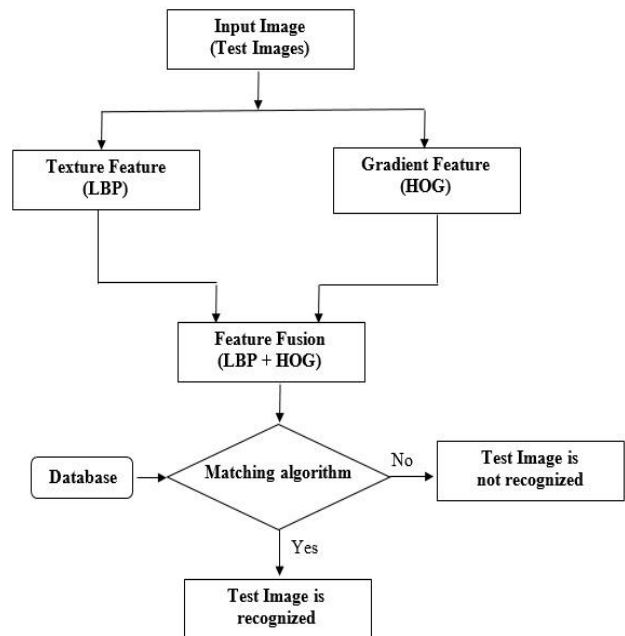 Input Image
(Test Images)
Texture Feature
(LBP)
Gradient Feature
(HOG)
Feature Fusion
(LBP + HOG)
Database
Matching algorithm
No
Test Image is
not recognized
Yes
Test Image is
recognized